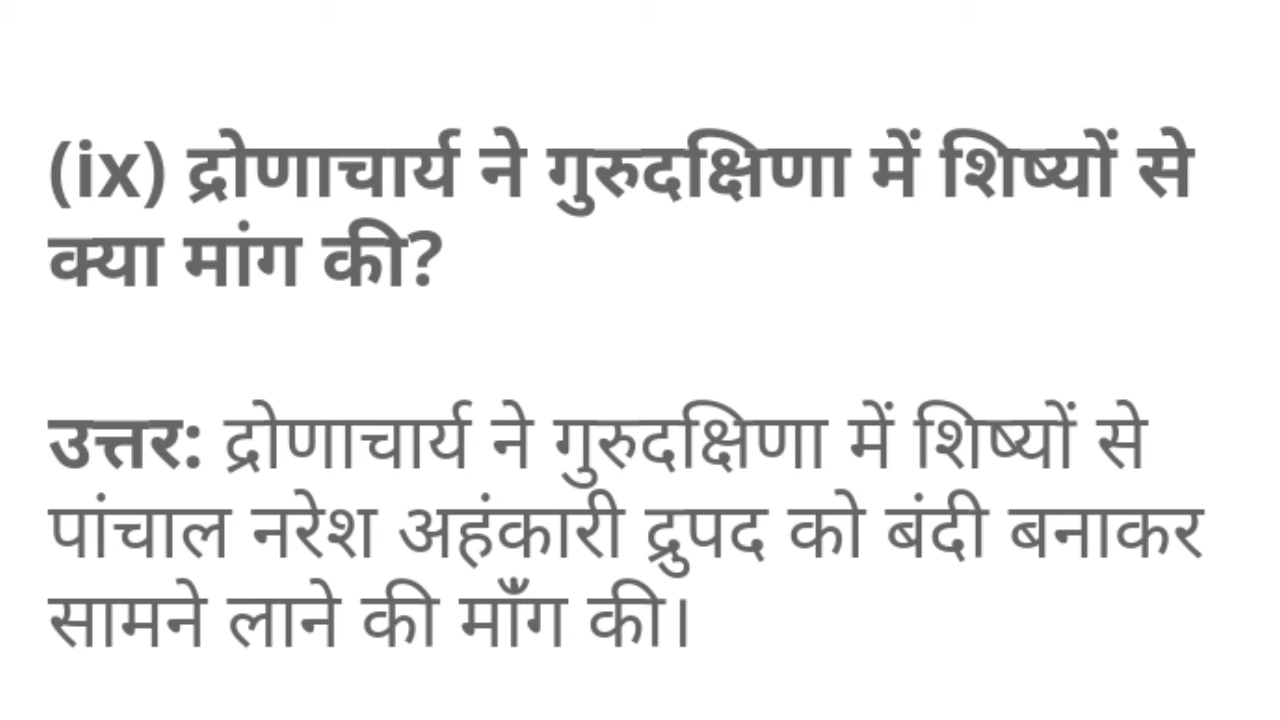 (ix) द्रोणाचार्य ने गुरुदक्षिणा में शिष्यों से
क्या मांग की?
उत्तर: द्रोणाचार्य ने गुरुदक्षिणा में शिष्यों से
पांचाल नरेश अहंकारी द्रुपद को बंदी बनाकर
सामने लाने की माँग की।